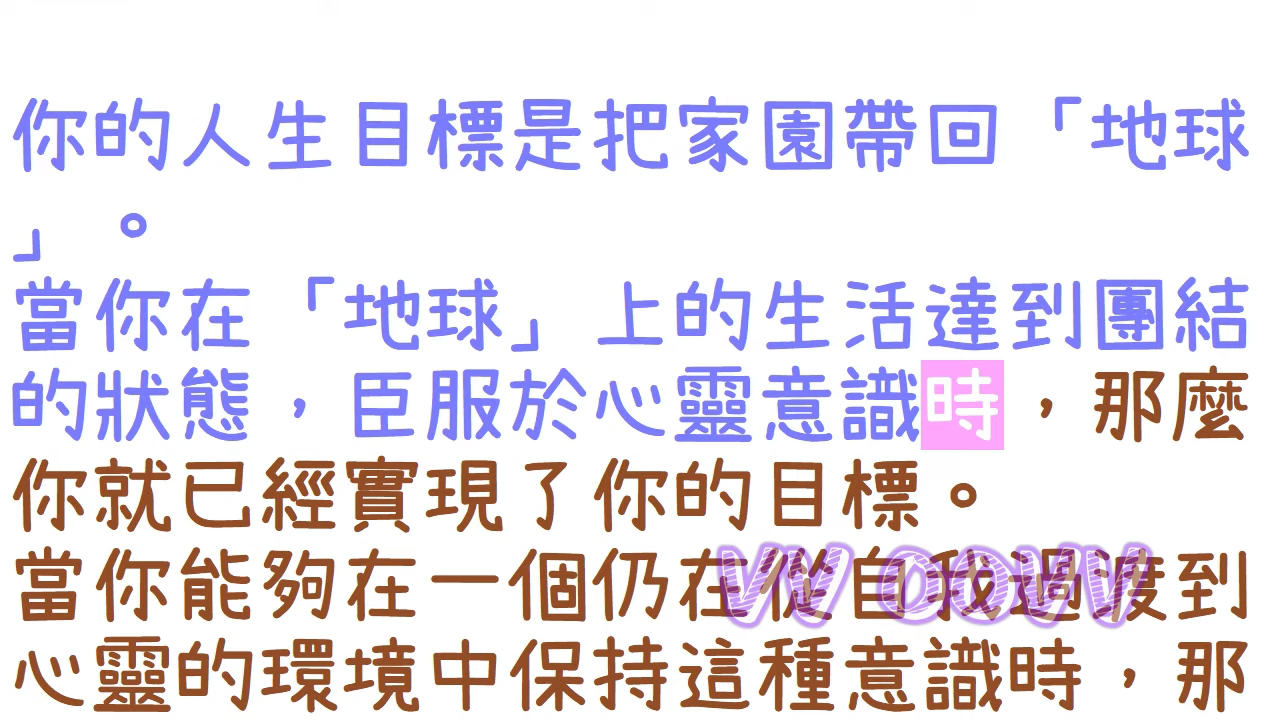 你的人生目標是把家園帶回「地球
」。
當你在「地球」上的生活達到團結
的狀態，臣服於心靈意識時，那麼
你就已經實現了你的目標。
當你能夠在一個仍在從自我過渡到
VV OOVV
心靈的環境中保持這種意識時，那